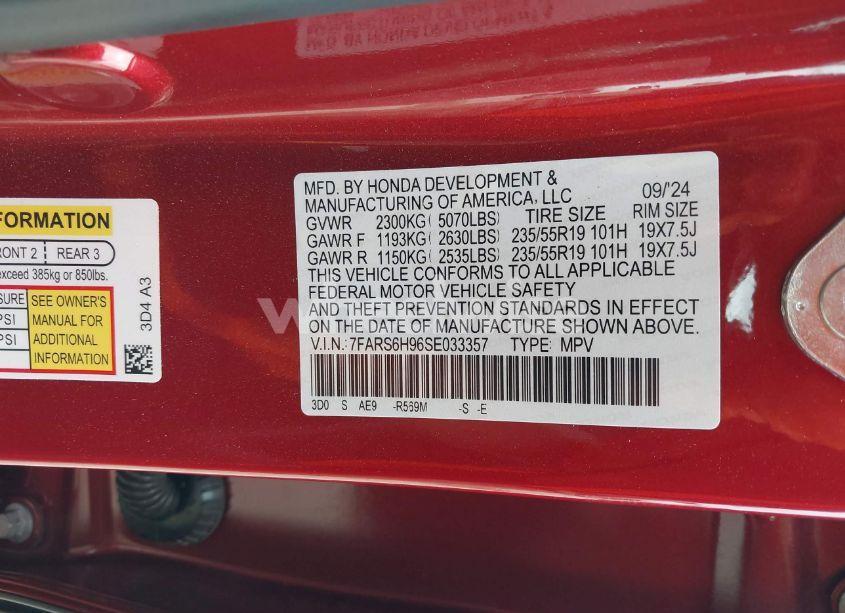 FORMATION
FRONT 2 REAR 3
exceed 385kg or 850lbs.
SEE OWNER'S
MANUAL FOR
ADDITIONAL
INFORMATION
PSI
PSI
3D4 A3
MFD. BY HONDA DEVELOPMENT & 09/'24
MANUFACTURING OF AMERICA, LLC
GVWR 2300KG( 5070LBS) TIRE SIZE RIM SIZE
GAWR F 1193KG( 2630LBS) 235/55R19 101H 19X7.5J
GAWR R 1150KG( 2535LBS) 235/55R19 101H 19X7.5J
THIS VEHICLE CONFORMS TO ALL APPLICABLE
FEDERAL MOTOR VEHICLE SAFETY
AND THEFT PREVENTION STANDARDS IN EFFECT
ON THE DATE OF MANUFACTURE SHOWN ABOVE.
V.I.N.: 7FARS6H96SE033357 TYPE: MPV
3D0 S AE9 -R569M -S -E